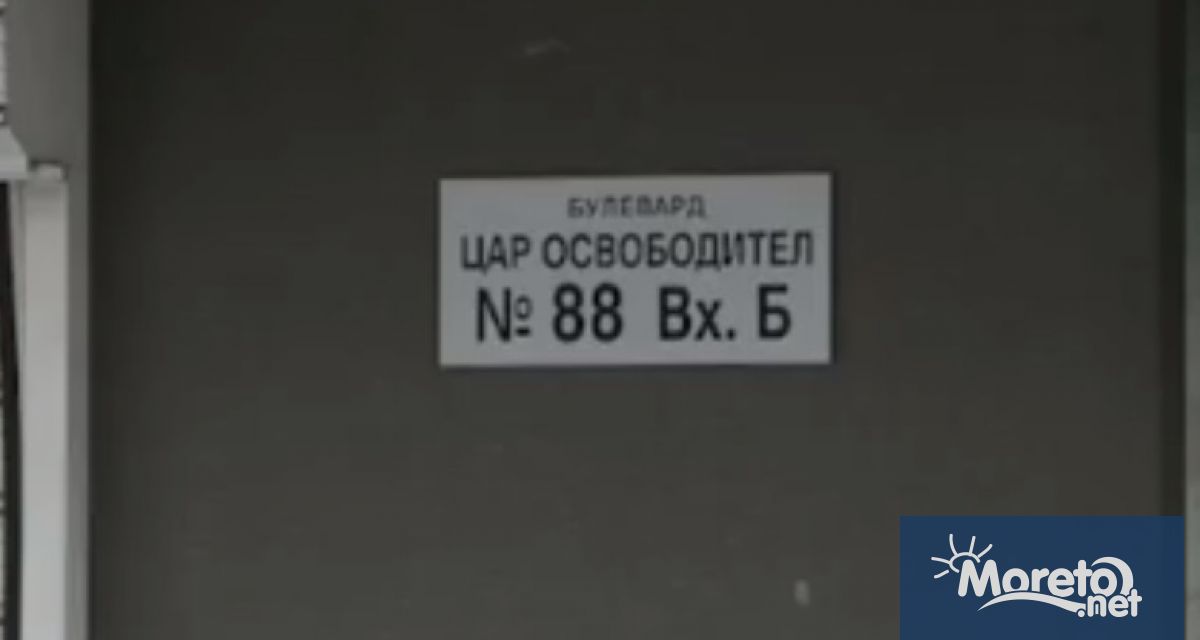 БУЛЕВАРД
ЦАР ОСВОБОДИТЕЛ
№ 88 Вх. Б
Moreto
.net